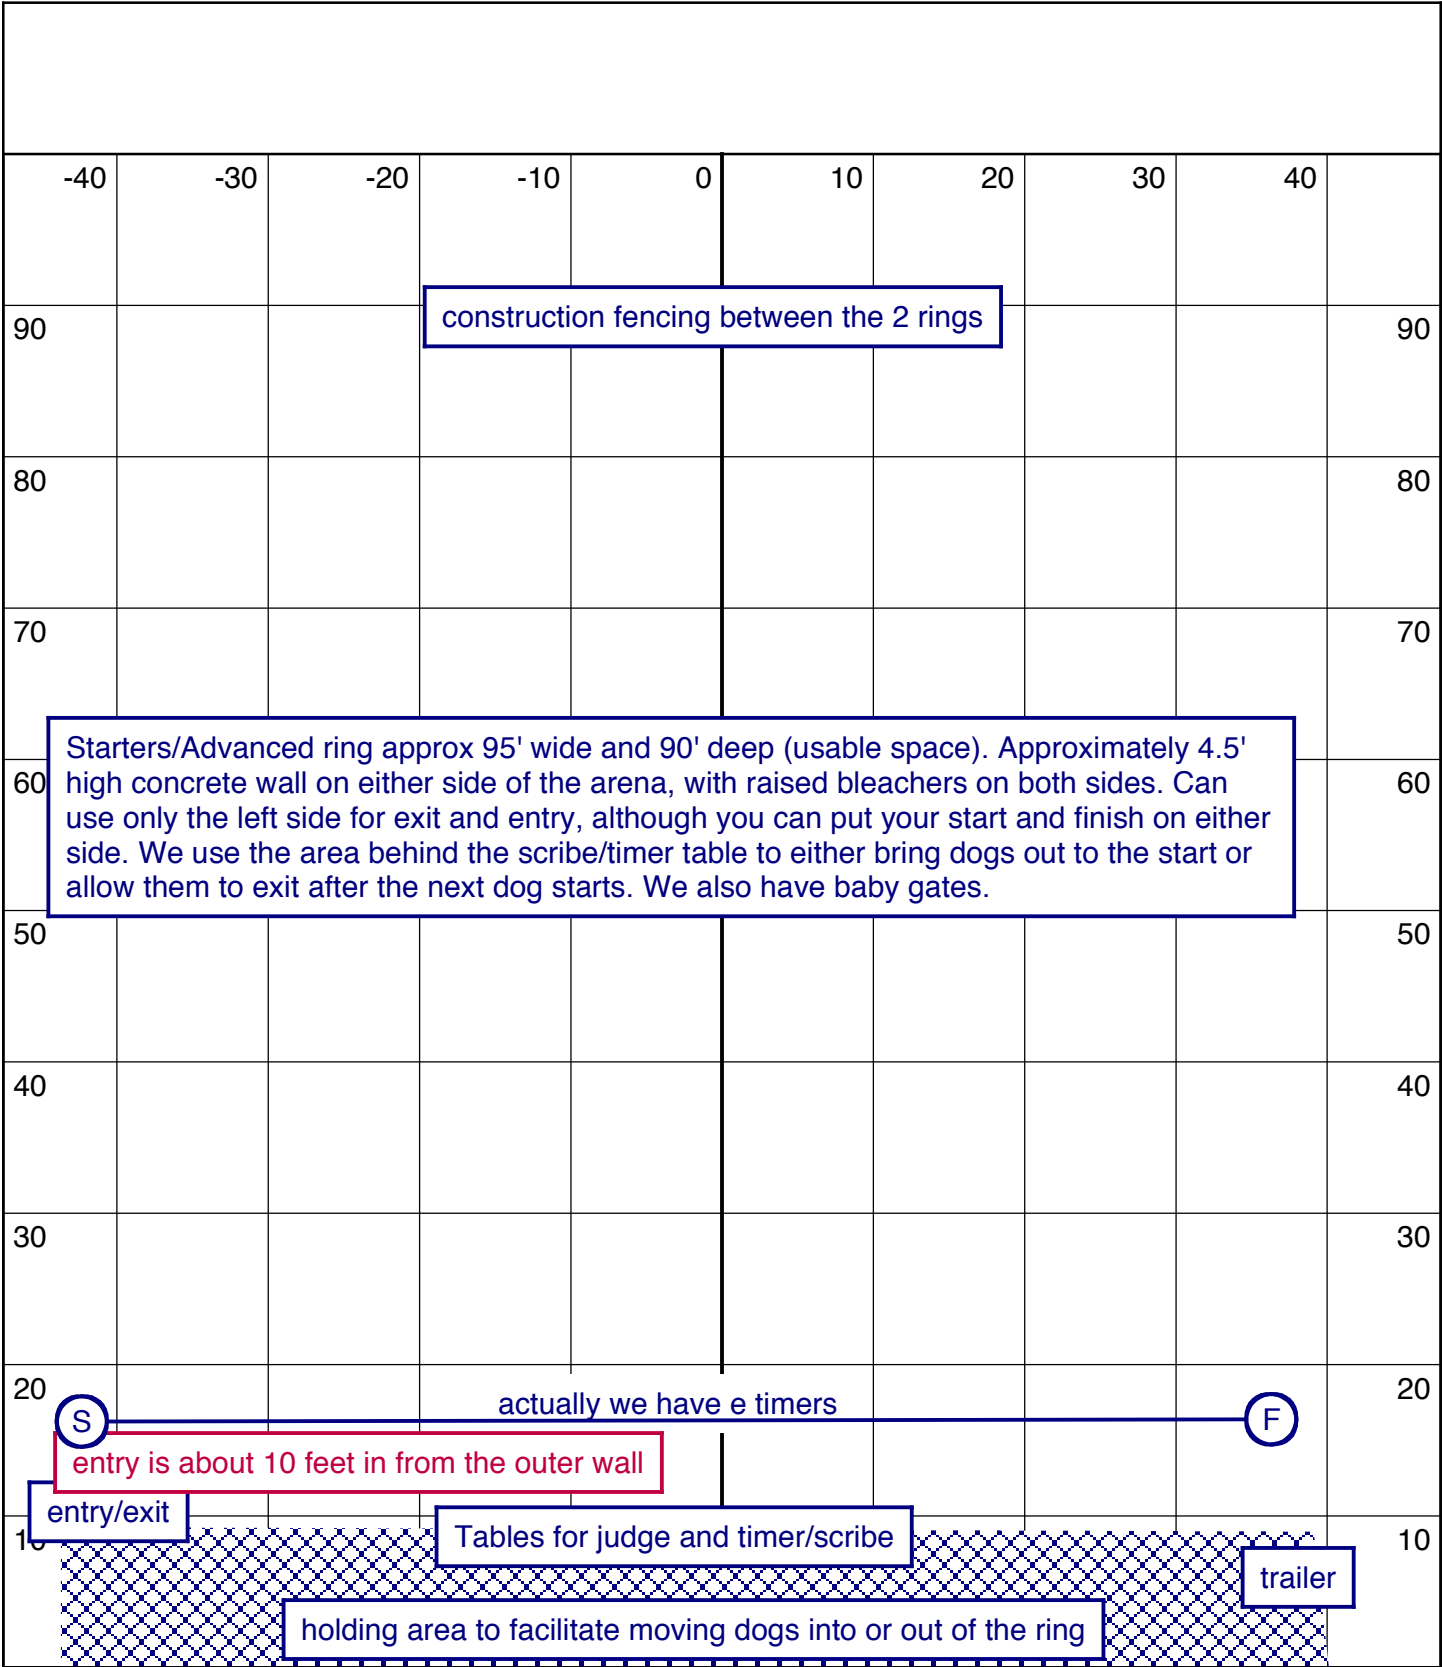 -40 -30 -20 -10 0 10 20 30 40
construction fencing between the 2 rings
90 90
80 80
70 70
Starters/Advanced ring approx 95' wide and 90' deep (usable space). Approximately 4.5'
60 high concrete wall on either side of the arena, with raised bleachers on both sides. Can 60
use only the left side for exit and entry, although you can put your start and finish on either
side. We use the area behind the scribe/timer table to either bring dogs out to the start or
allow them to exit after the next dog starts. We also have baby gates.
50 50
40 40
30 30
20 20
actually we have e timers
S F
entry is about 10 feet in from the outer wall
entry/exit
Tables for judge and timer/scribe
10 10
trailer
holding area to facilitate moving dogs into or out of the ring